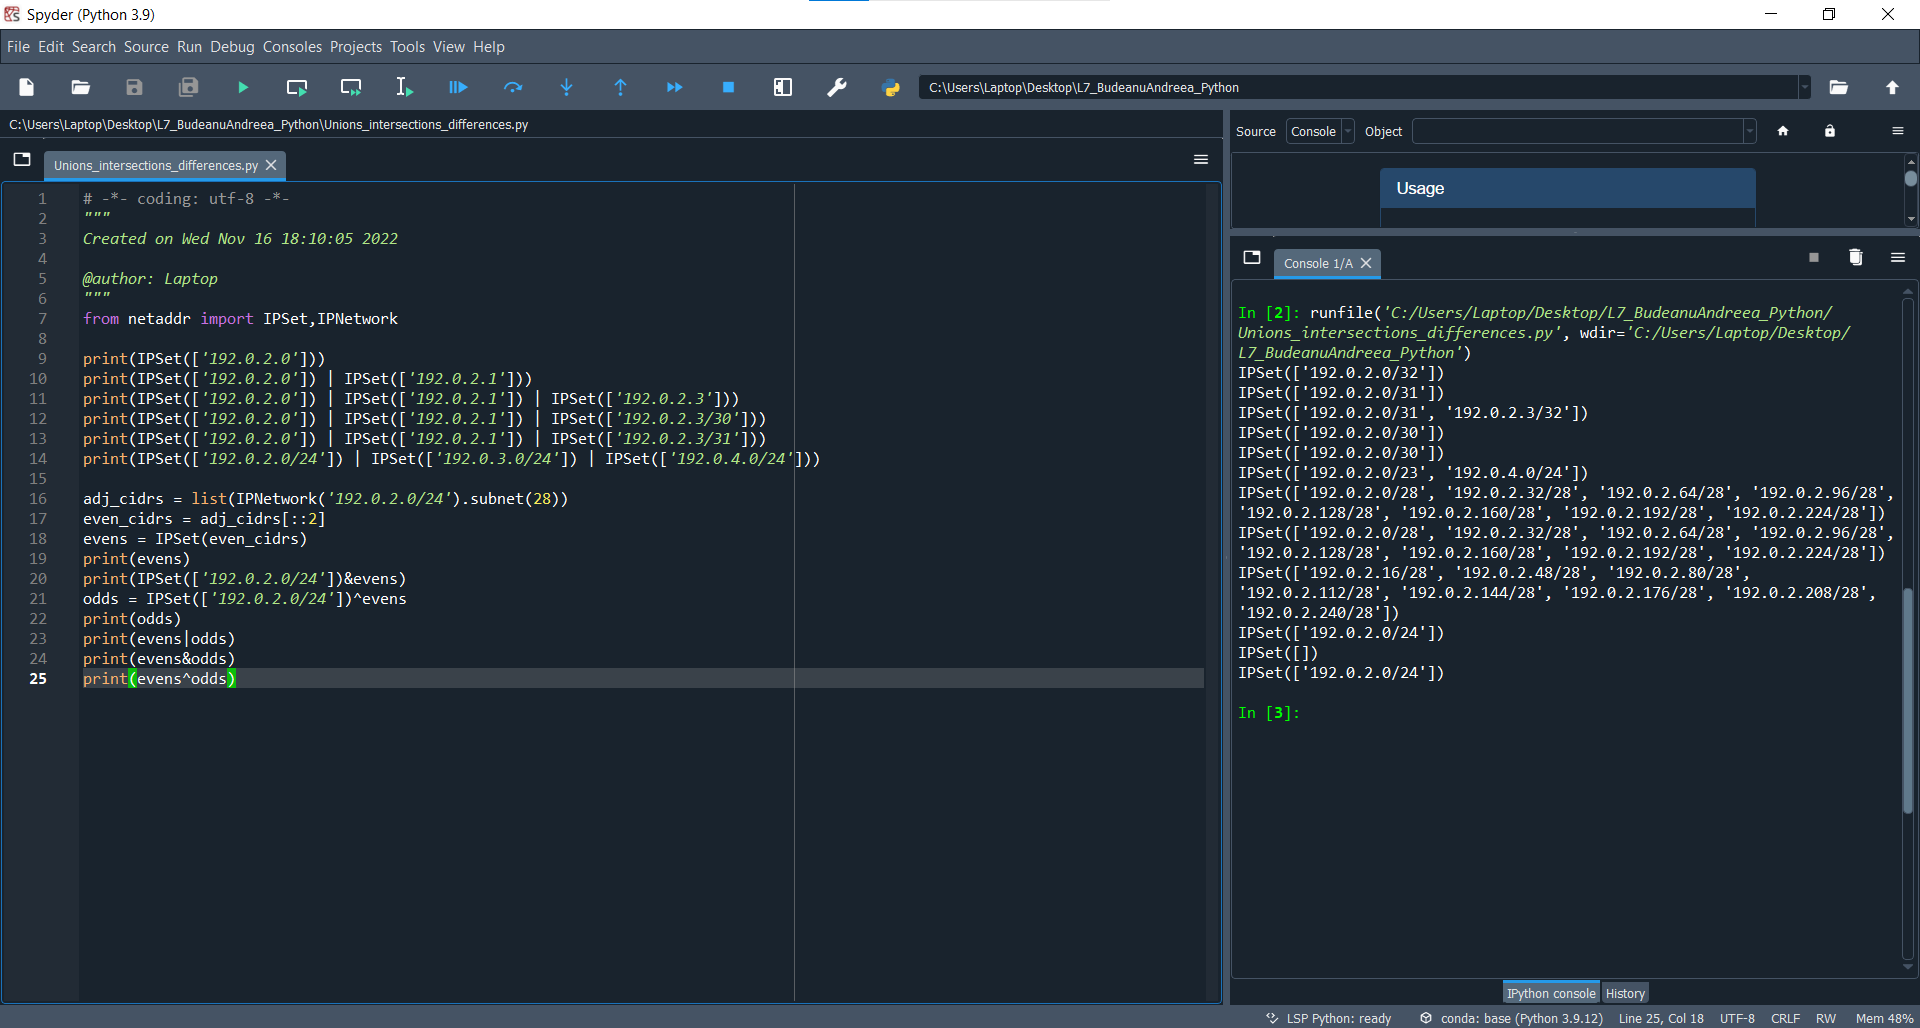 Spyder (Python 3.9)
File Edit Search Source Run Debug Consoles Projects Tools View Help
C:\Users\Laptop\Desktop\L7_BudeanuAndreea_Python
C:\Users\Laptop\Desktop\L7_BudeanuAndreea_Python\Unions_intersections_differences.py
Unions_intersections_differences.py
1 # -*- coding: utf-8 -*-
2 """
3 Created on Wed Nov 16 18:10:05 2022
4
5 @author: Laptop
6 """
7 from netaddr import IPSet,IPNetwork
8
9 print(IPSet(['192.0.2.0']))
10 print(IPSet(['192.0.2.0']) | IPSet(['192.0.2.1']))
11 print(IPSet(['192.0.2.0']) | IPSet(['192.0.2.1']) | IPSet(['192.0.2.3']))
12 print(IPSet(['192.0.2.0']) | IPSet(['192.0.2.1']) | IPSet(['192.0.2.3/30']))
13 print(IPSet(['192.0.2.0']) | IPSet(['192.0.2.1']) | IPSet(['192.0.2.3/31']))
14 print(IPSet(['192.0.2.0/24']) | IPSet(['192.0.3.0/24']) | IPSet(['192.0.4.0/24']))
15
16 adj_cidrs = list(IPNetwork('192.0.2.0/24').subnet(28))
17 even_cidrs = adj_cidrs[::2]
18 evens = IPSet(even_cidrs)
19 print(evens)
20 print(IPSet(['192.0.2.0/24'])&evens)
21 odds = IPSet(['192.0.2.0/24'])^evens
22 print(odds)
23 print(evens|odds)
24 print(evens&odds)
25 print(evens^odds)
Source Console Object
Usage
Console 1/A
In [2]: runfile('C:/Users/Laptop/Desktop/L7_BudeanuAndreea_Python/
Unions_intersections_differences.py', wdir='C:/Users/Laptop/Desktop/
L7_BudeanuAndreea_Python')
IPSet(['192.0.2.0/32'])
IPSet(['192.0.2.0/31'])
IPSet(['192.0.2.0/31', '192.0.2.3/32'])
IPSet(['192.0.2.0/30'])
IPSet(['192.0.2.0/30'])
IPSet(['192.0.2.0/23', '192.0.4.0/24'])
IPSet(['192.0.2.0/28', '192.0.2.32/28', '192.0.2.64/28', '192.0.2.96/28',
'192.0.2.128/28', '192.0.2.160/28', '192.0.2.192/28', '192.0.2.224/28'])
IPSet(['192.0.2.0/28', '192.0.2.32/28', '192.0.2.64/28', '192.0.2.96/28',
'192.0.2.128/28', '192.0.2.160/28', '192.0.2.192/28', '192.0.2.224/28'])
IPSet(['192.0.2.16/28', '192.0.2.48/28', '192.0.2.80/28',
'192.0.2.112/28', '192.0.2.144/28', '192.0.2.176/28', '192.0.2.208/28',
'192.0.2.240/28'])
IPSet(['192.0.2.0/24'])
IPSet([])
IPSet(['192.0.2.0/24'])
In [3]:
IPython console History
LSP Python: ready conda: base (Python 3.9.12) Line 25, Col 18 UTF-8 CRLF RW Mem 48%